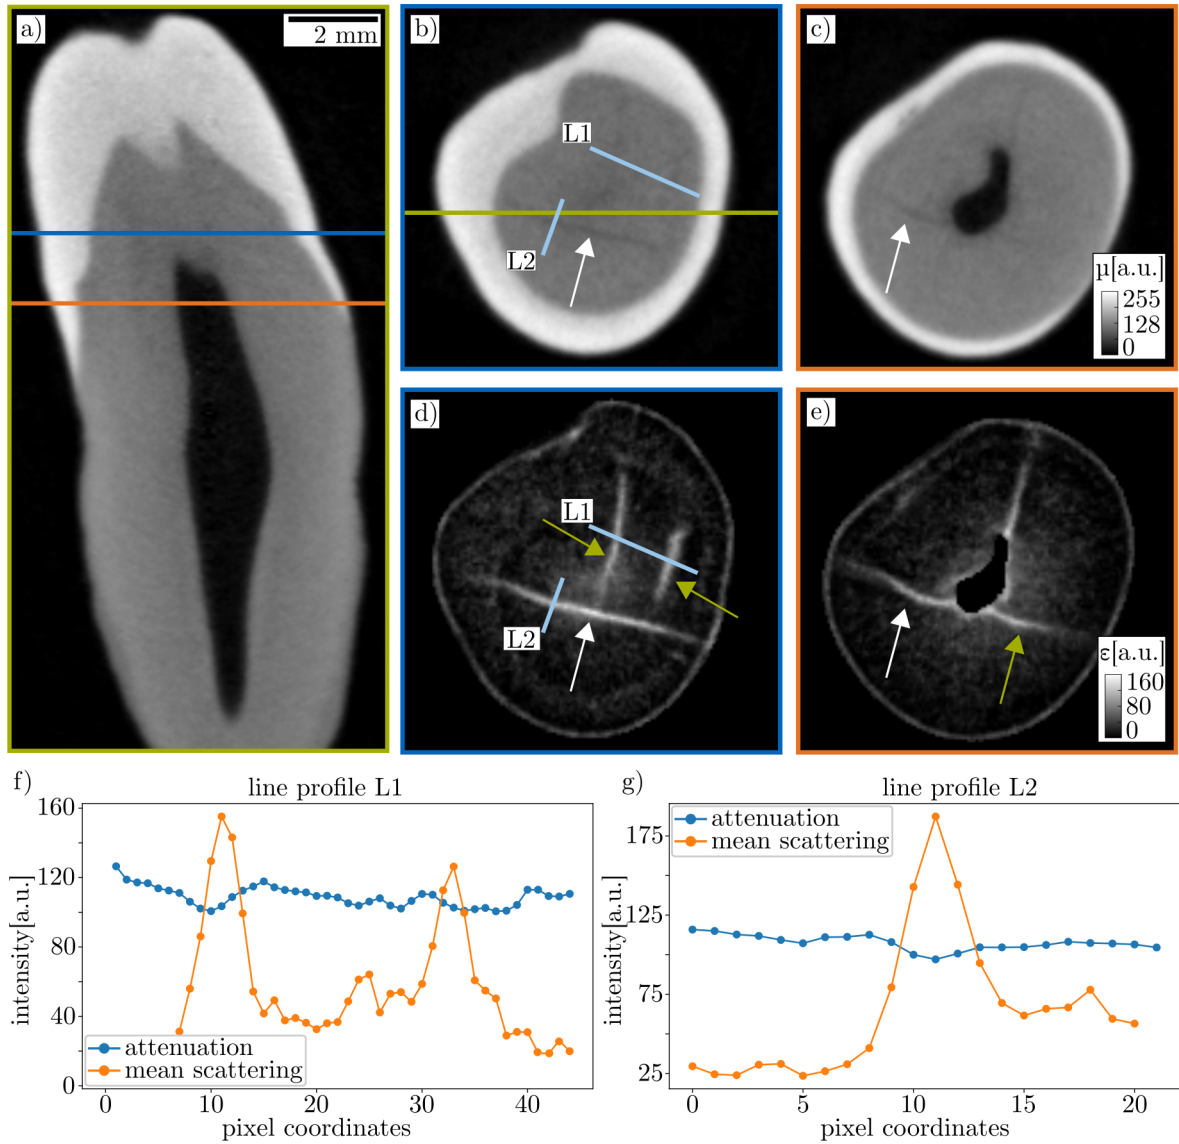 a)
2 mm
b)
L1
L2
c)
μ[a.u.]
255
128
0
d)
L1
L2
e)
ε[a.u.]
160
80
0
f)
line profile L1
160
120
80
40
0
intensity[a.u.]
attenuation
mean scattering
0 10 20 30 40
pixel coordinates
g)
line profile L2
175
125
75
25
intensity[a.u.]
attenuation
mean scattering
0 5 10 15 20
pixel coordinates